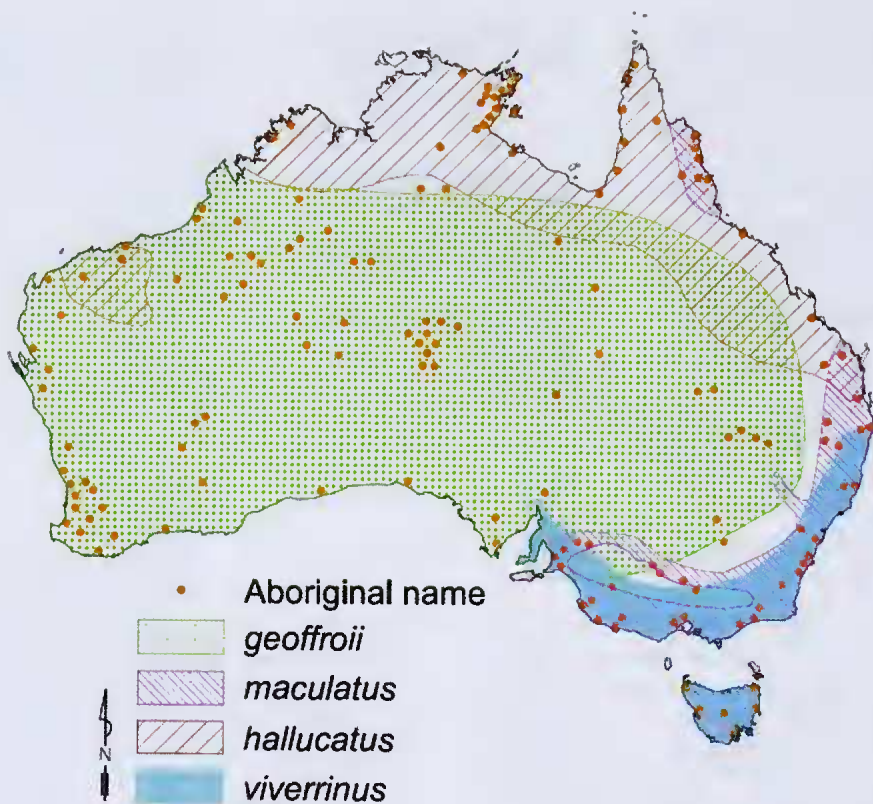 Aboriginal name
geoffroii
maculatus
hallucatus
viverrinus
N